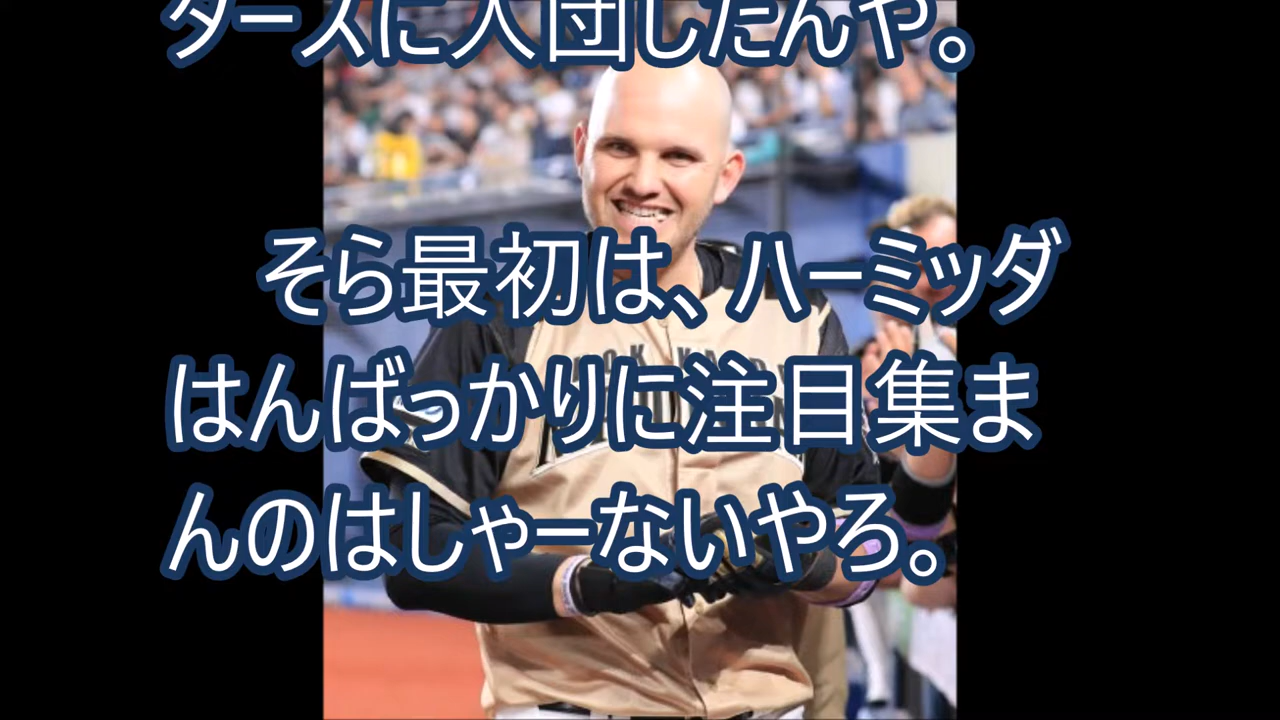 ダースに入団したんや。
そら最初は、ハーミッダ
はんばっかりに注目集ま
んのはしゃーないやろ。